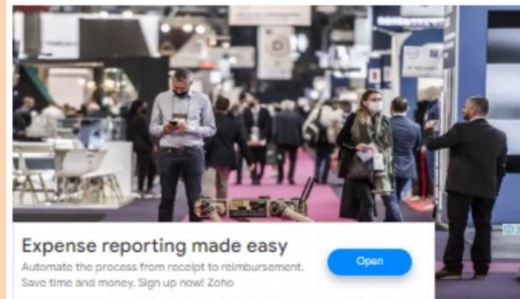 Expense reporting made easy
Automate the process from receipt to reimbursement.
Save time and money. Sign up now! Zoho
Open